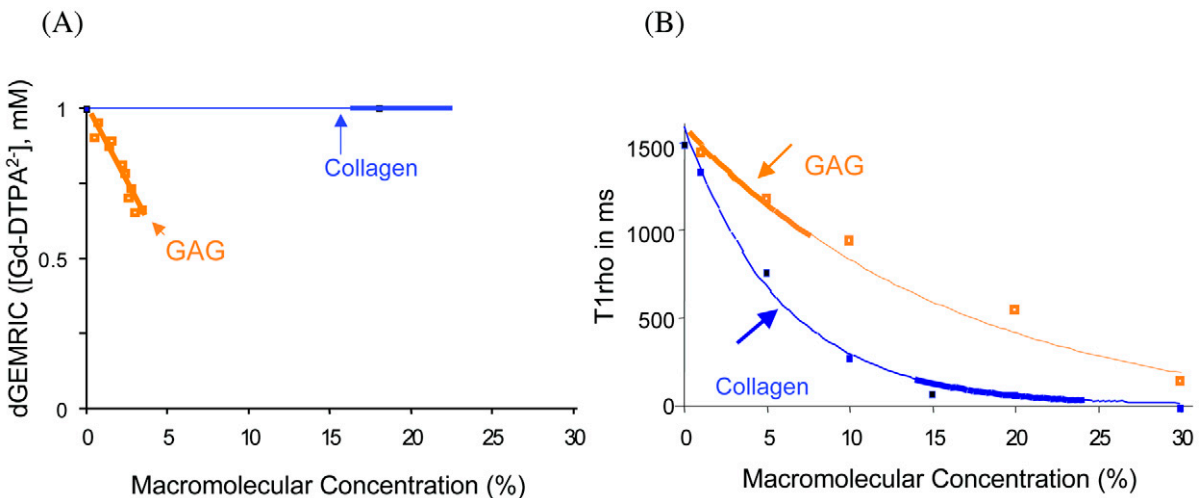 (A)
dGEMRIC ([Gd-DTPA2-], mM)
1
0.5
0
Collagen
GAG
0 5 10 15 20 25 30
Macromolecular Concentration (%)
(B)
T1rho in ms
1500
1000
500
0
GAG
Collagen
0 5 10 15 20 25 30
Macromolecular Concentration (%)